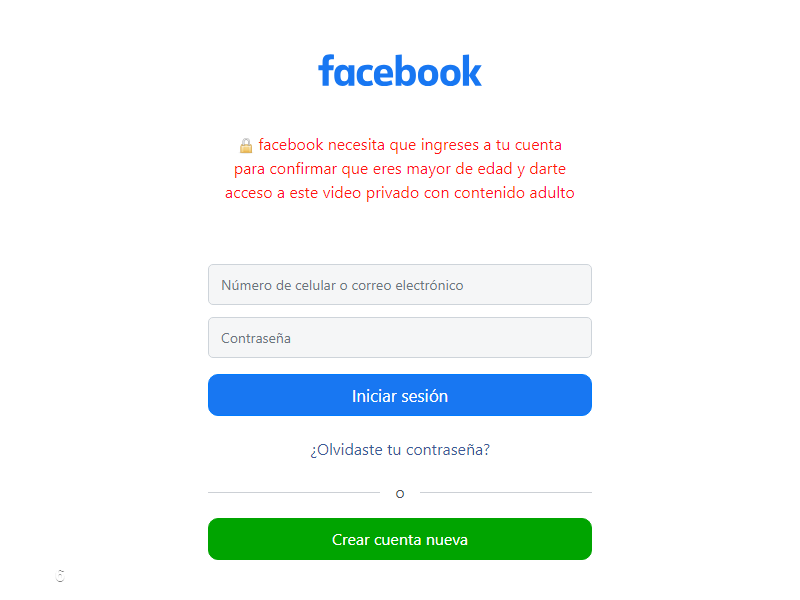 facebook
🔒 facebook necesita que ingreses a tu cuenta
para confirmar que eres mayor de edad y darte
acceso a este video privado con contenido adulto
Número de celular o correo electrónico
Contraseña
Iniciar sesión
¿Olvidaste tu contraseña?
o
Crear cuenta nueva